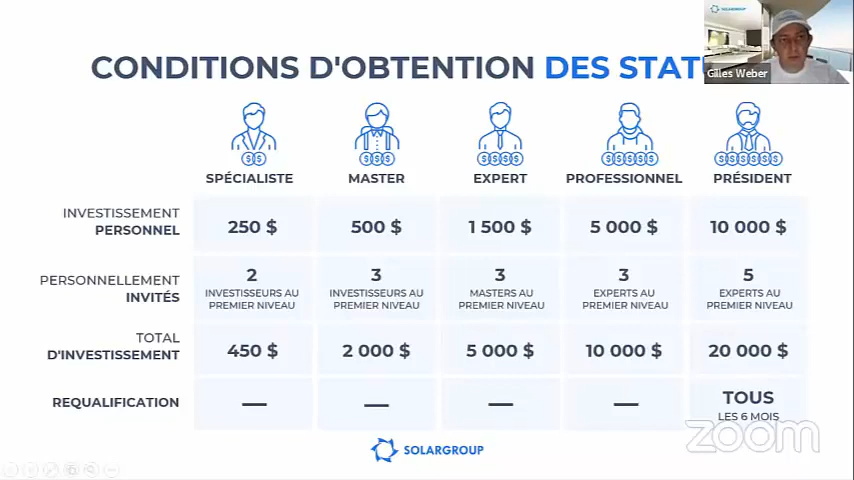 SOLARGROUP
Gilles Weber
CONDITIONS D'OBTENTION DES STAT
SPÉCIALISTE
MASTER
EXPERT
PROFESSIONNEL
PRÉSIDENT
INVESTISSEMENT
PERSONNEL
250 $
500 $
1 500 $
5 000 $
10 000 $
PERSONNELLEMENT
INVITÉS
2
INVESTISSEURS AU
PREMIER NIVEAU
3
INVESTISSEURS AU
PREMIER NIVEAU
3
MASTERS AU
PREMIER NIVEAU
3
EXPERTS AU
PREMIER NIVEAU
5
EXPERTS AU
PREMIER NIVEAU
TOTAL
D'INVESTISSEMENT
450 $
2 000 $
5 000 $
10 000 $
20 000 $
REQUALIFICATION
—
—
—
—
TOUS
LES 6 MOIS
zoom
SOLARGROUP